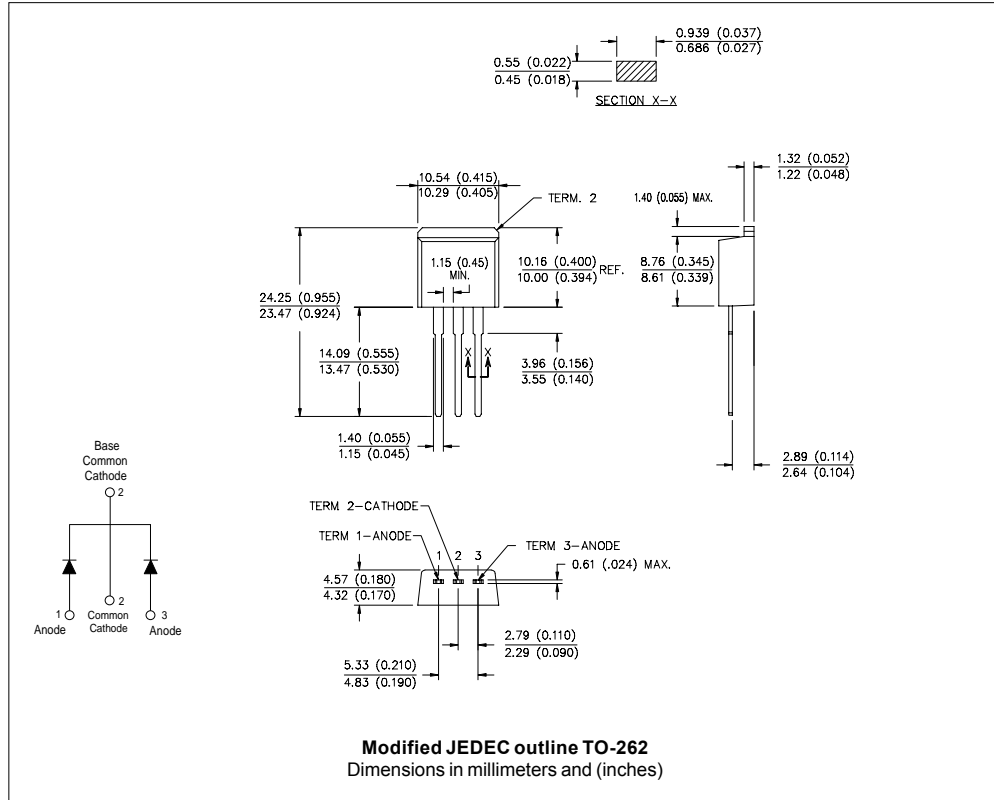 0.939 (0.037)
0.686 (0.027)
0.55 (0.022)
0.45 (0.018)
SECTION X-X
1.32 (0.052)
1.22 (0.048)
10.54 (0.415)
10.29 (0.405)
TERM. 2
1.40 (0.055) MAX.
1.15 (0.45)
MIN.
10.16 (0.400)
10.00 (0.394)
REF.
8.76 (0.345)
8.61 (0.339)
24.25 (0.955)
23.47 (0.924)
14.09 (0.555)
13.47 (0.530)
X X
3.96 (0.156)
3.55 (0.140)
1.40 (0.055)
1.15 (0.045)
2.89 (0.114)
2.64 (0.104)
Base
Common
Cathode
2
2
Common
Cathode
1
Anode
3
Anode
TERM 2-CATHODE
TERM 1-ANODE
TERM 3-ANODE
1 2 3
0.61 (.024) MAX.
4.57 (0.180)
4.32 (0.170)
2.79 (0.110)
2.29 (0.090)
5.33 (0.210)
4.83 (0.190)
Modified JEDEC outline TO-262
Dimensions in millimeters and (inches)